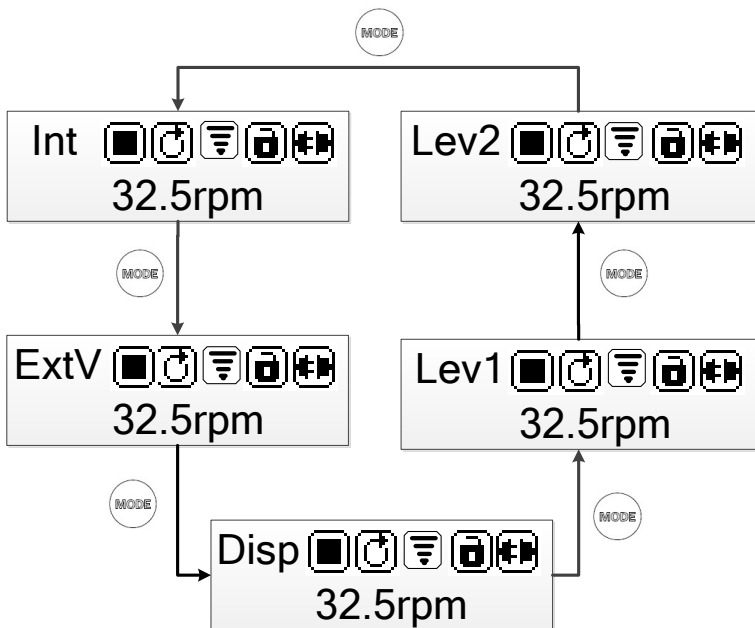 MODE
Int
32.5rpm
Lev2
32.5rpm
MODE
MODE
ExtV
32.5rpm
Lev1
32.5rpm
MODE
MODE
Disp
32.5rpm